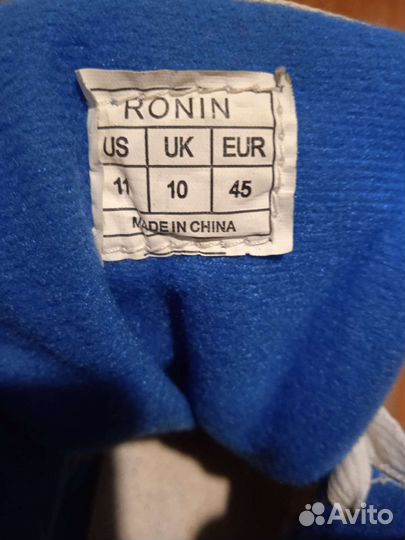 RONIN
US UK EUR
11 10 45
MADE IN CHINA
Avito